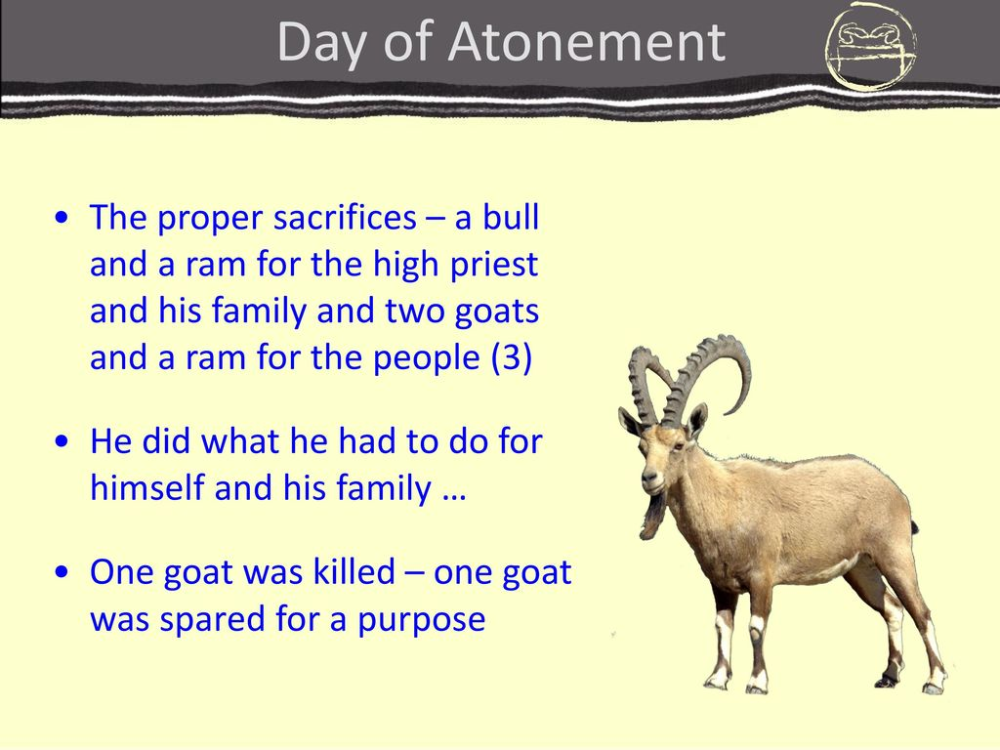 Day of Atonement
• The proper sacrifices – a bull
and a ram for the high priest
and his family and two goats
and a ram for the people (3)
• He did what he had to do for
himself and his family …
• One goat was killed – one goat
was spared for a purpose